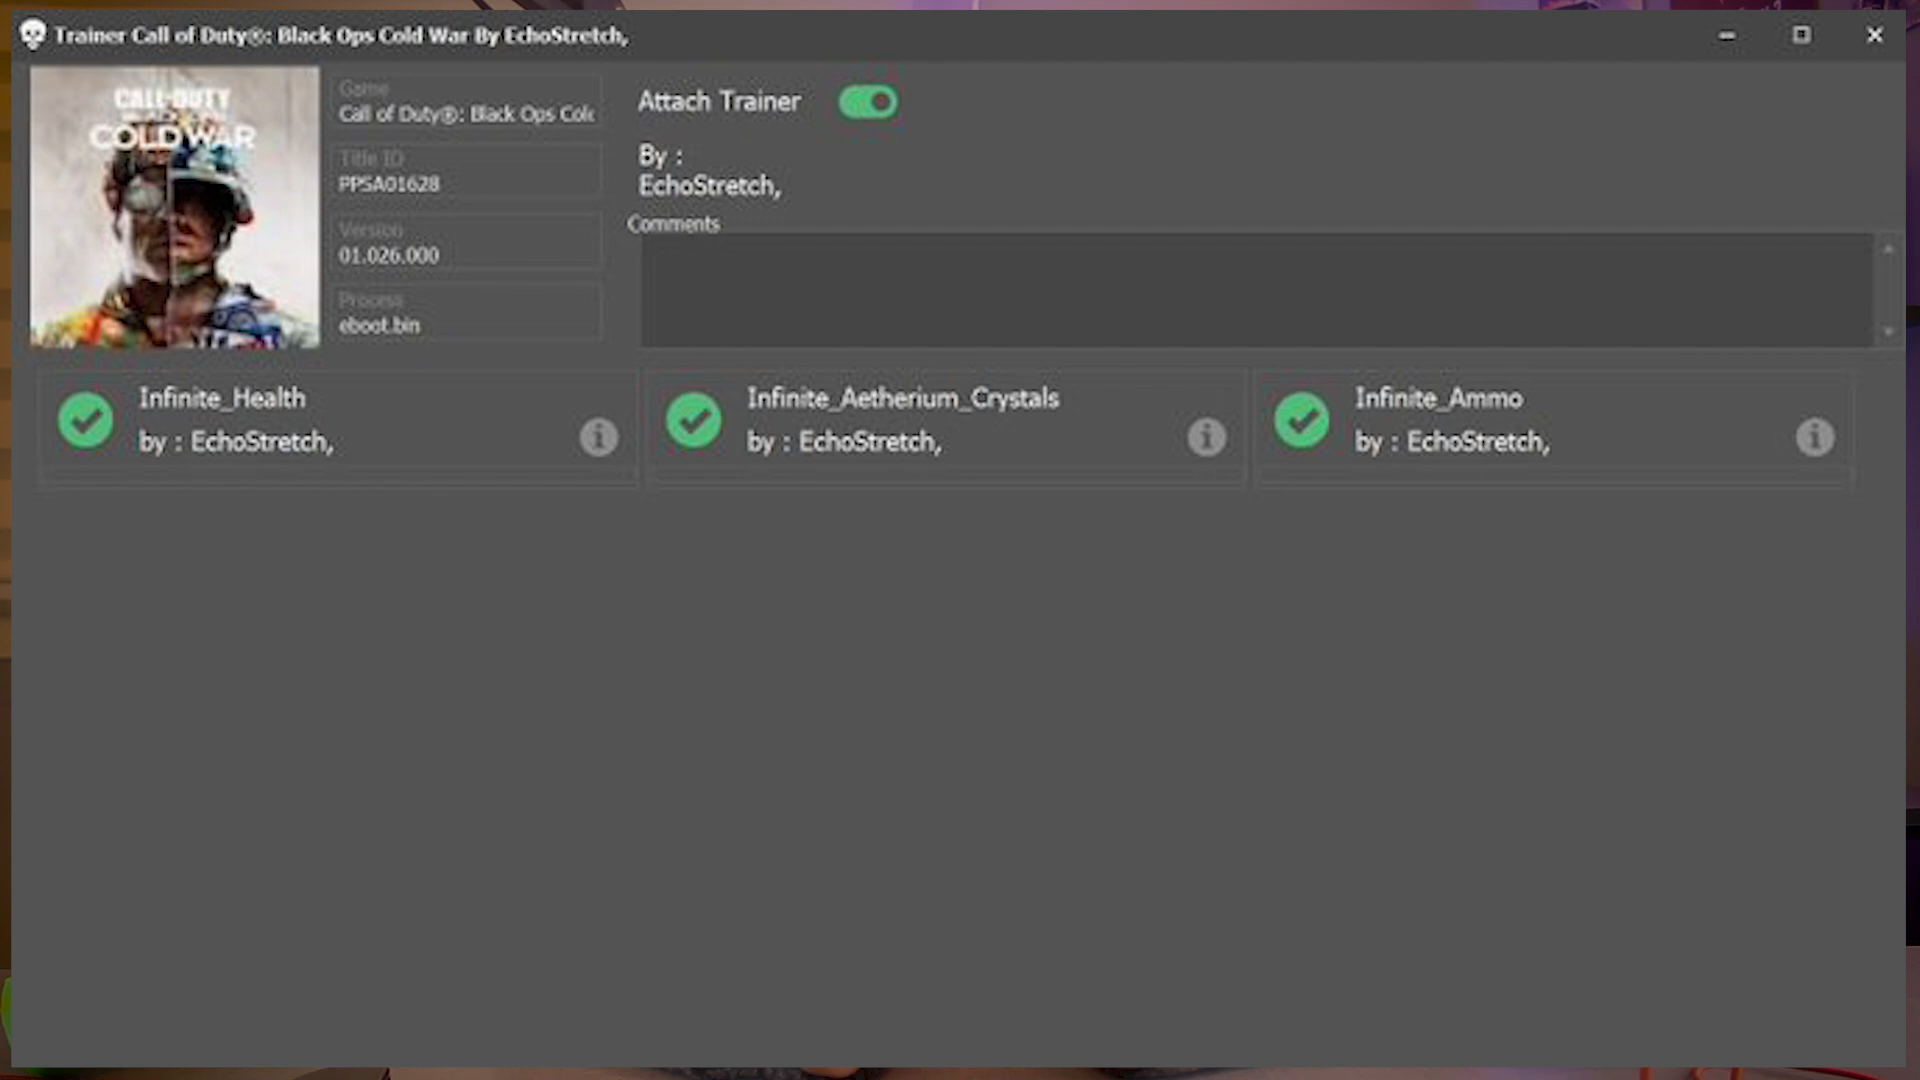 Trainer Call of Duty®: Black Ops Cold War By EchoStretch,
CALL OF DUTY
COLD WAR
Game
Call of Duty®: Black Ops Col
Title ID
PPSA01628
Version
01.026.000
Process
eboot.bin
Attach Trainer
By :
EchoStretch,
Comments
Infinite_Health
by : EchoStretch,
Infinite_Aetherium_Crystals
by : EchoStretch,
Infinite_Ammo
by : EchoStretch,